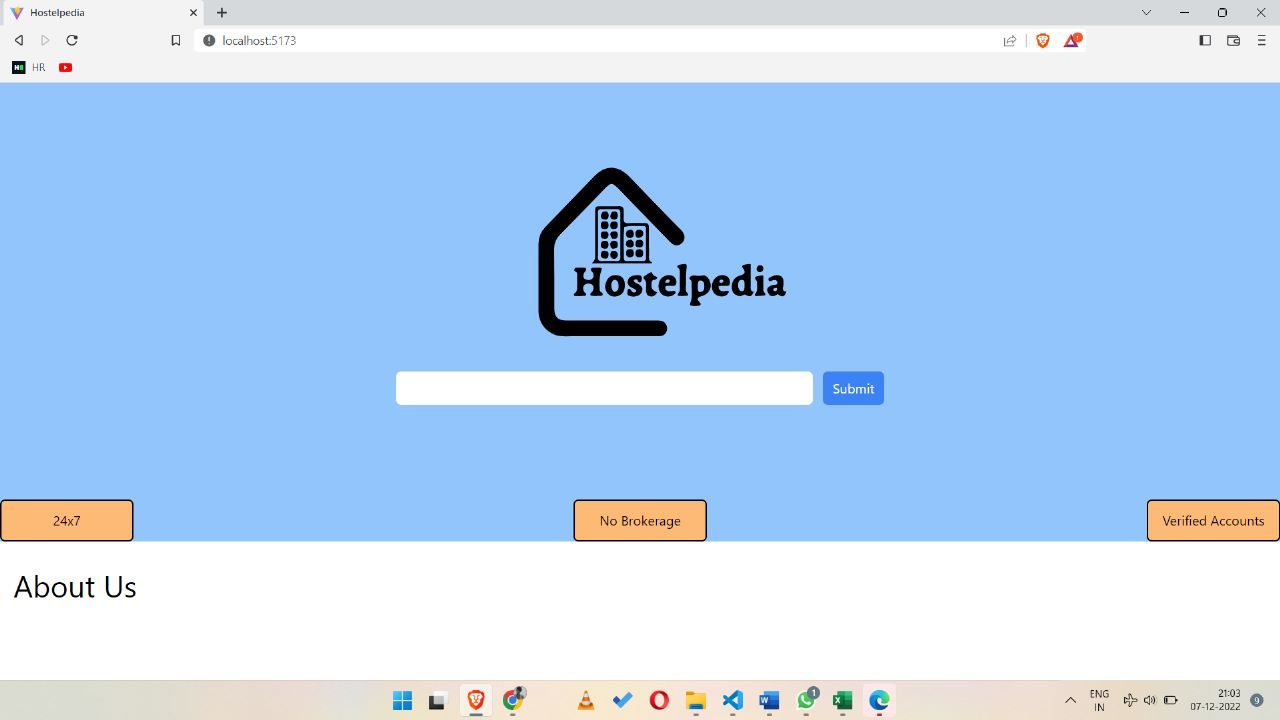 Hostelpedia
localhost:5173
HR
Hostelpedia
Submit
24x7
No Brokerage
Verified Accounts
About Us
1
ENG
IN
21:03
07-12-2022
9